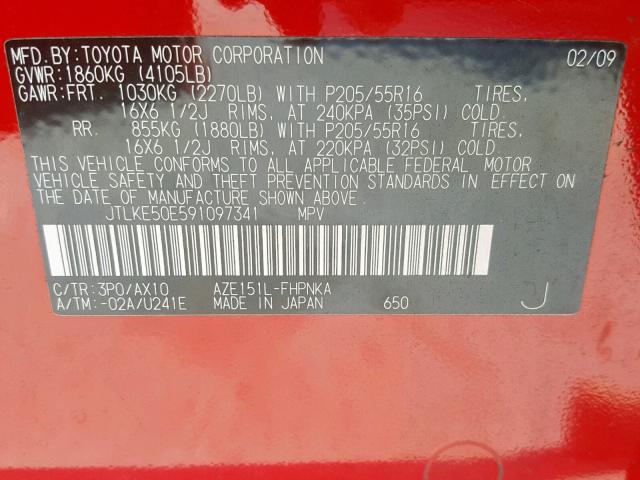 MFD.BY:TOYOTA MOTOR CORPORATION 02/09
GVWR:1860KG (4105LB)
GAWR:FRT. 1030KG (2270LB) WITH P205/55R16 TIRES,
16X6 1/2J RIMS, AT 240KPA (35PSI) COLD.
RR. 855KG (1880LB) WITH P205/55R16 TIRES,
16X6 1/2J RIMS, AT 220KPA (32PSI) COLD.
THIS VEHICLE CONFORMS TO ALL APPLICABLE FEDERAL MOTOR
VEHICLE SAFETY AND THEFT PREVENTION STANDARDS IN EFFECT ON
THE DATE OF MANUFACTURE SHOWN ABOVE.
JTLKE50E591097341 MPV
C/TR:3P0/AX10 AZE151L-FHPNKA
A/TM:-02A/U241E MADE IN JAPAN 650 J